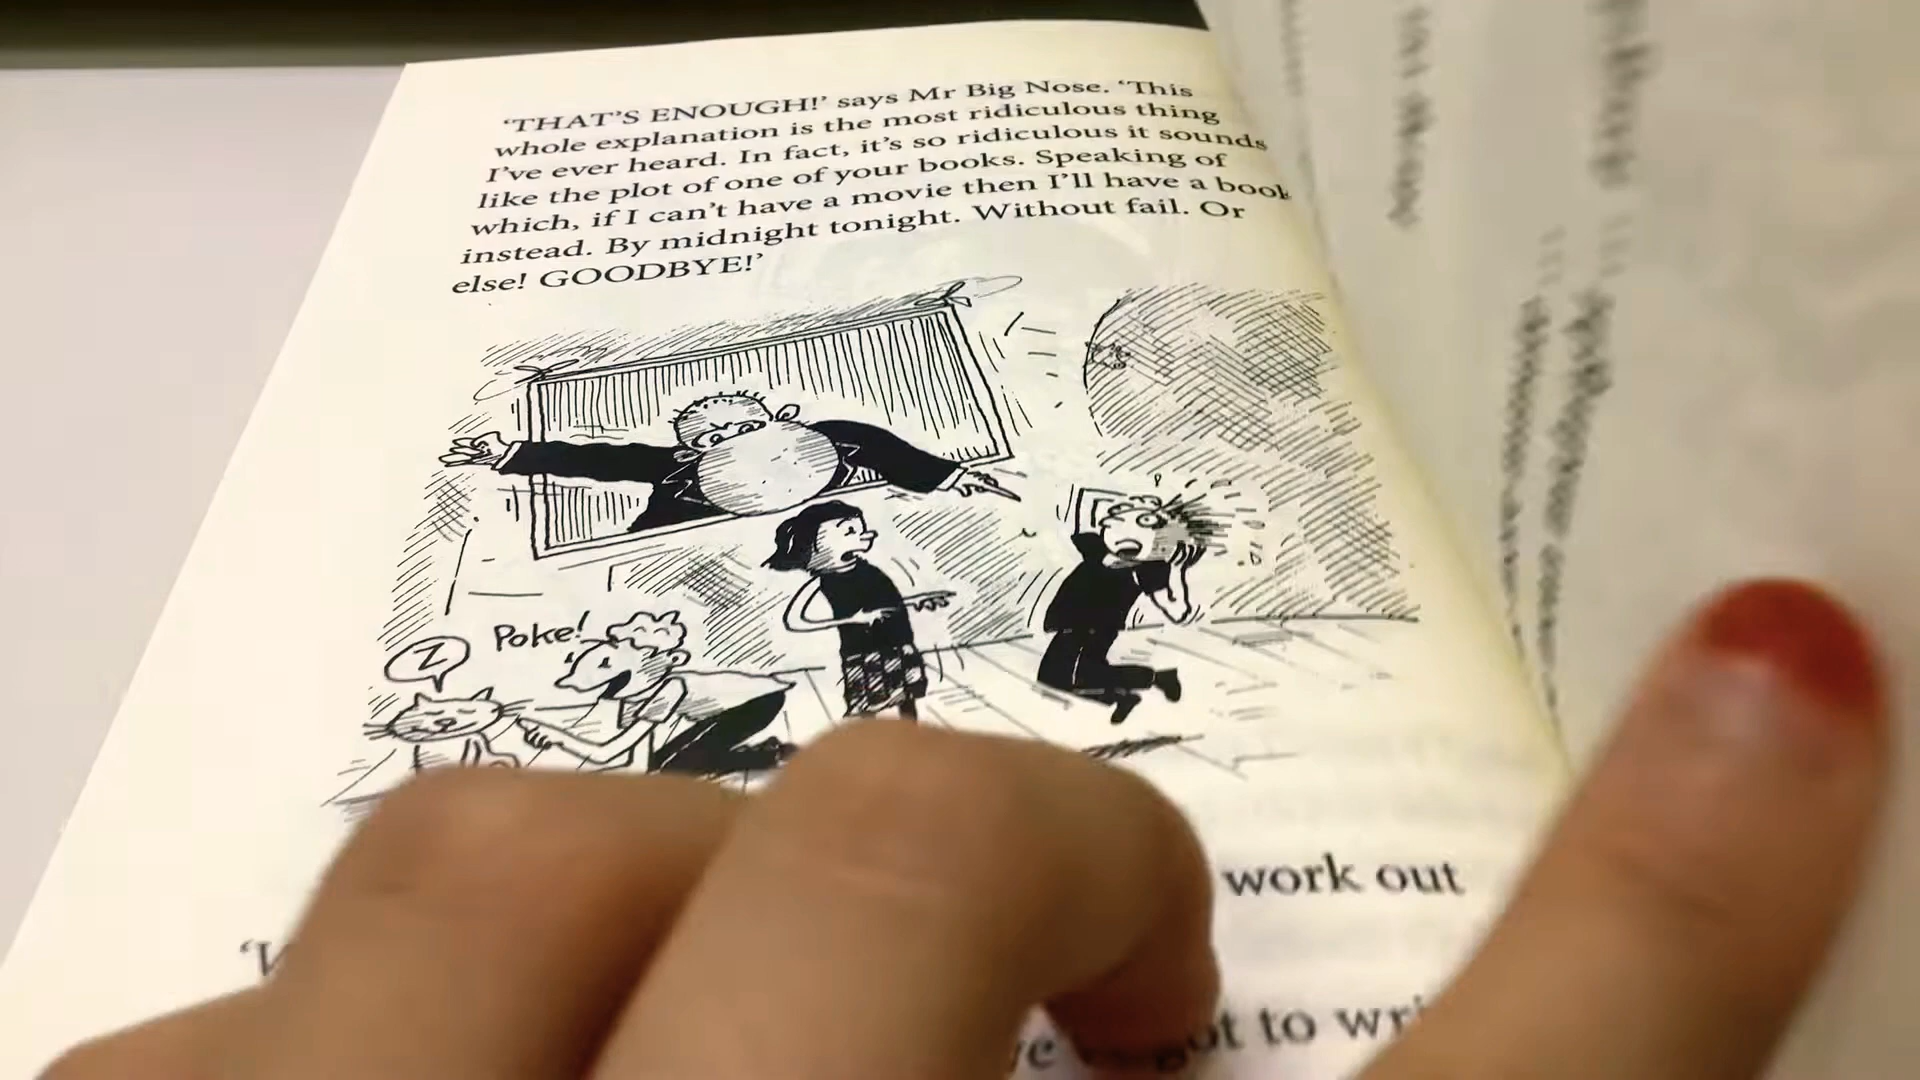 ‘THAT’S ENOUGH!’ says Mr Big Nose. ‘This
whole explanation is the most ridiculous thing
I’ve ever heard. In fact, it’s so ridiculous it sounds
like the plot of one of your books. Speaking of
which, if I can’t have a movie then I’ll have a book
instead. By midnight tonight. Without fail. Or
else! GOODBYE!’
Poke!
Z
work out
got to